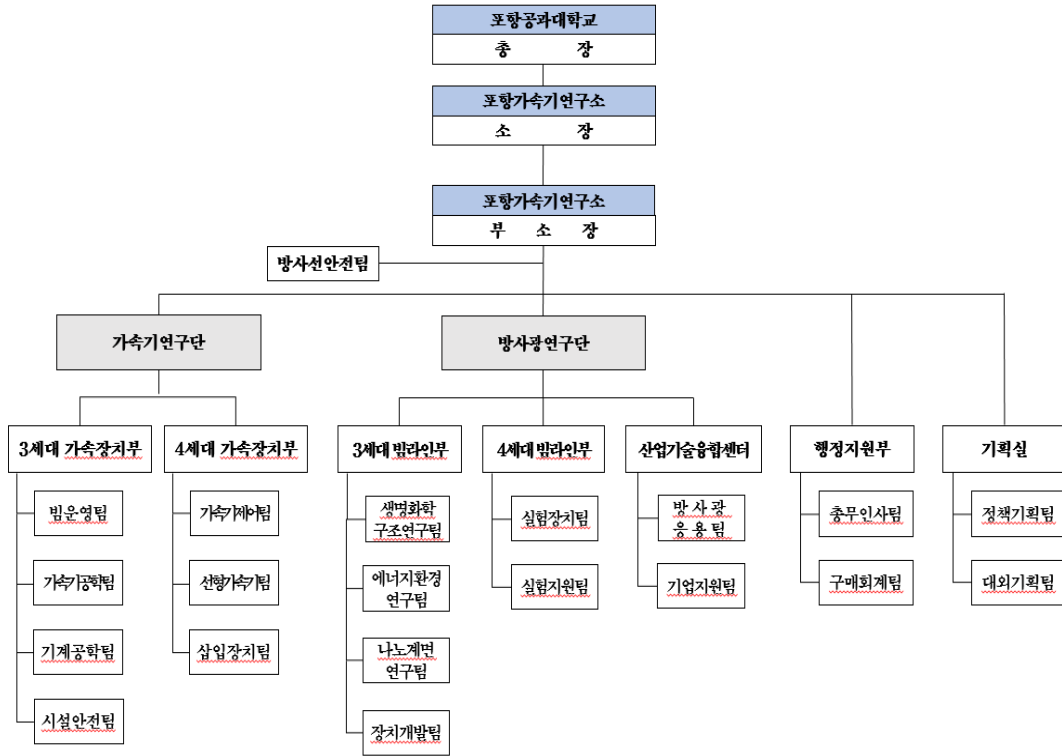 포항공과대학교
총 장
포항가속기연구소
소 장
포항가속기연구소
부 소 장
방사선안전팀
가속기연구단
방사광연구단
3세대 가속장치부
4세대 가속장치부
3세대 빔라인부
4세대 빔라인부
산업기술융합센터
행정지원부
기획실
빔운영팀
가속기공학팀
기계공학팀
시설안전팀
가속기제어팀
선형가속기팀
삽입장치팀
생명화학
구조연구팀
에너지환경
연구팀
나노계면
연구팀
장치개발팀
실험장치팀
실험지원팀
방 사 광
응 용 팀
기업지원팀
총무인사팀
구매회계팀
정책기획팀
대외기획팀